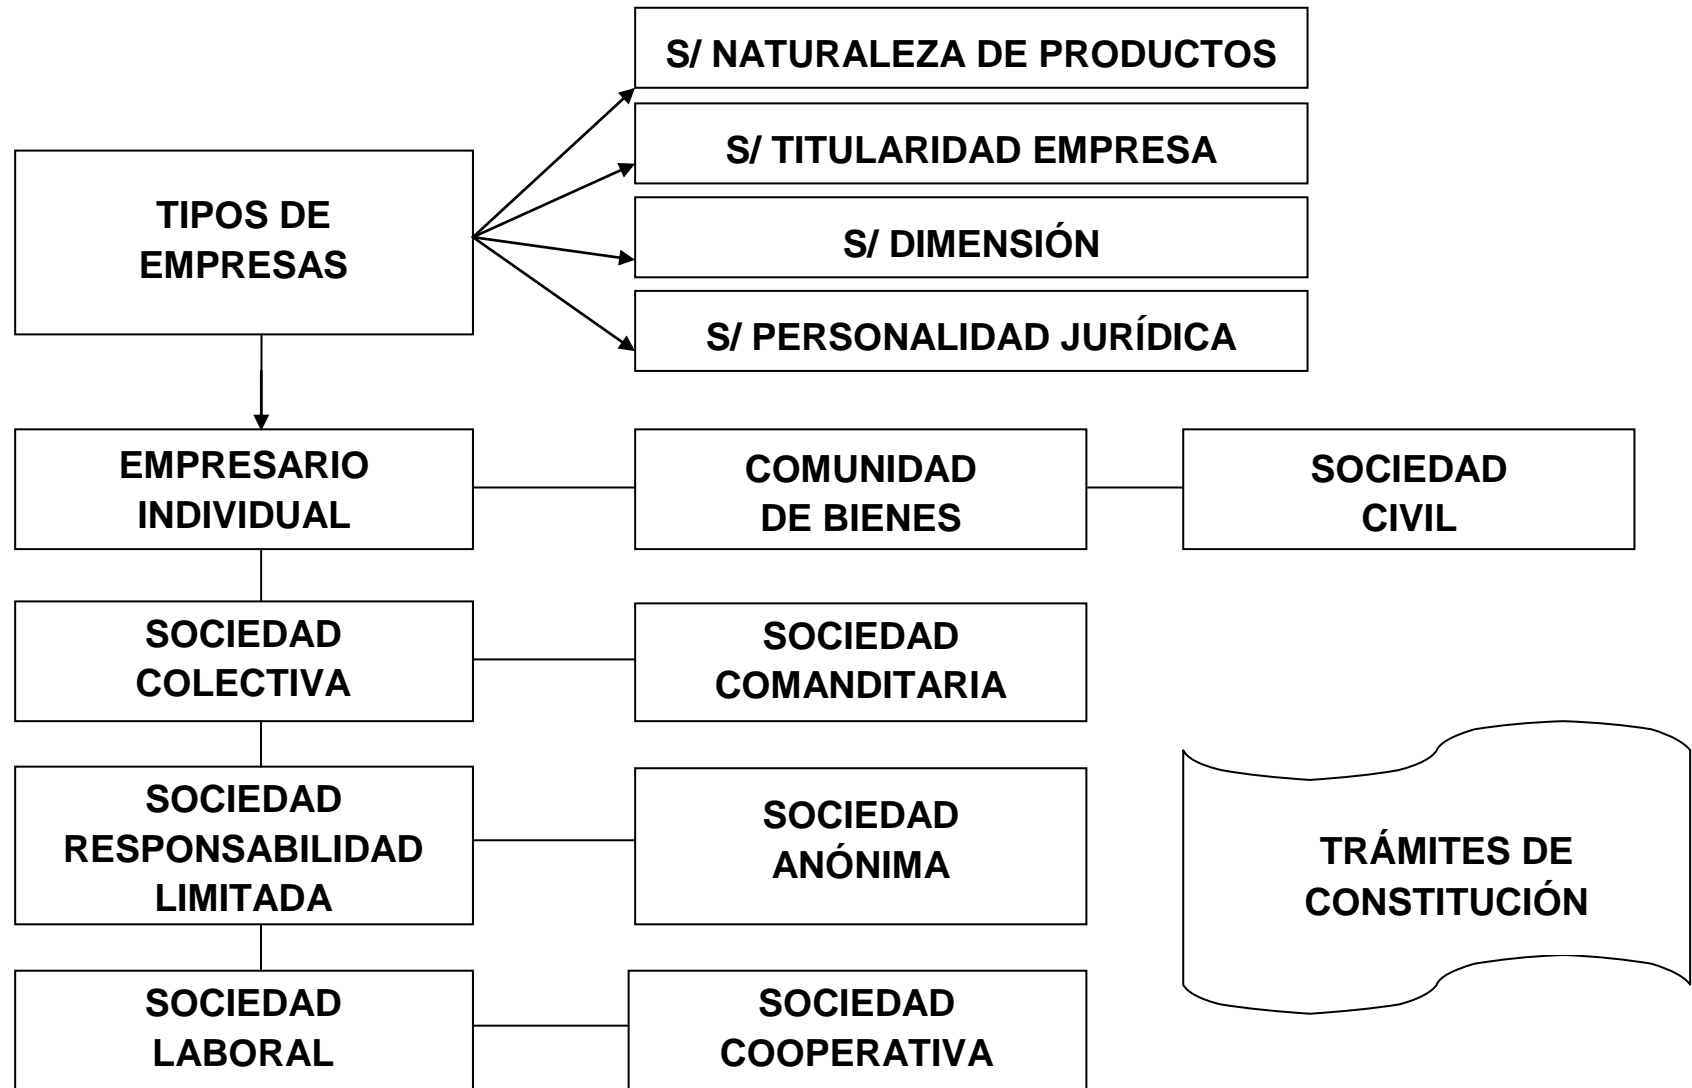 S/ NATURALEZA DE PRODUCTOS
S/ TITULARIDAD EMPRESA
TIPOS DE
EMPRESAS
S/ DIMENSIÓN
S/ PERSONALIDAD JURÍDICA
EMPRESARIO
INDIVIDUAL
COMUNIDAD
DE BIENES
SOCIEDAD
CIVIL
SOCIEDAD
COLECTIVA
SOCIEDAD
COMANDITARIA
SOCIEDAD
RESPONSABILIDAD
LIMITADA
SOCIEDAD
ANÓNIMA
TRÁMITES DE
CONSTITUCIÓN
SOCIEDAD
LABORAL
SOCIEDAD
COOPERATIVA